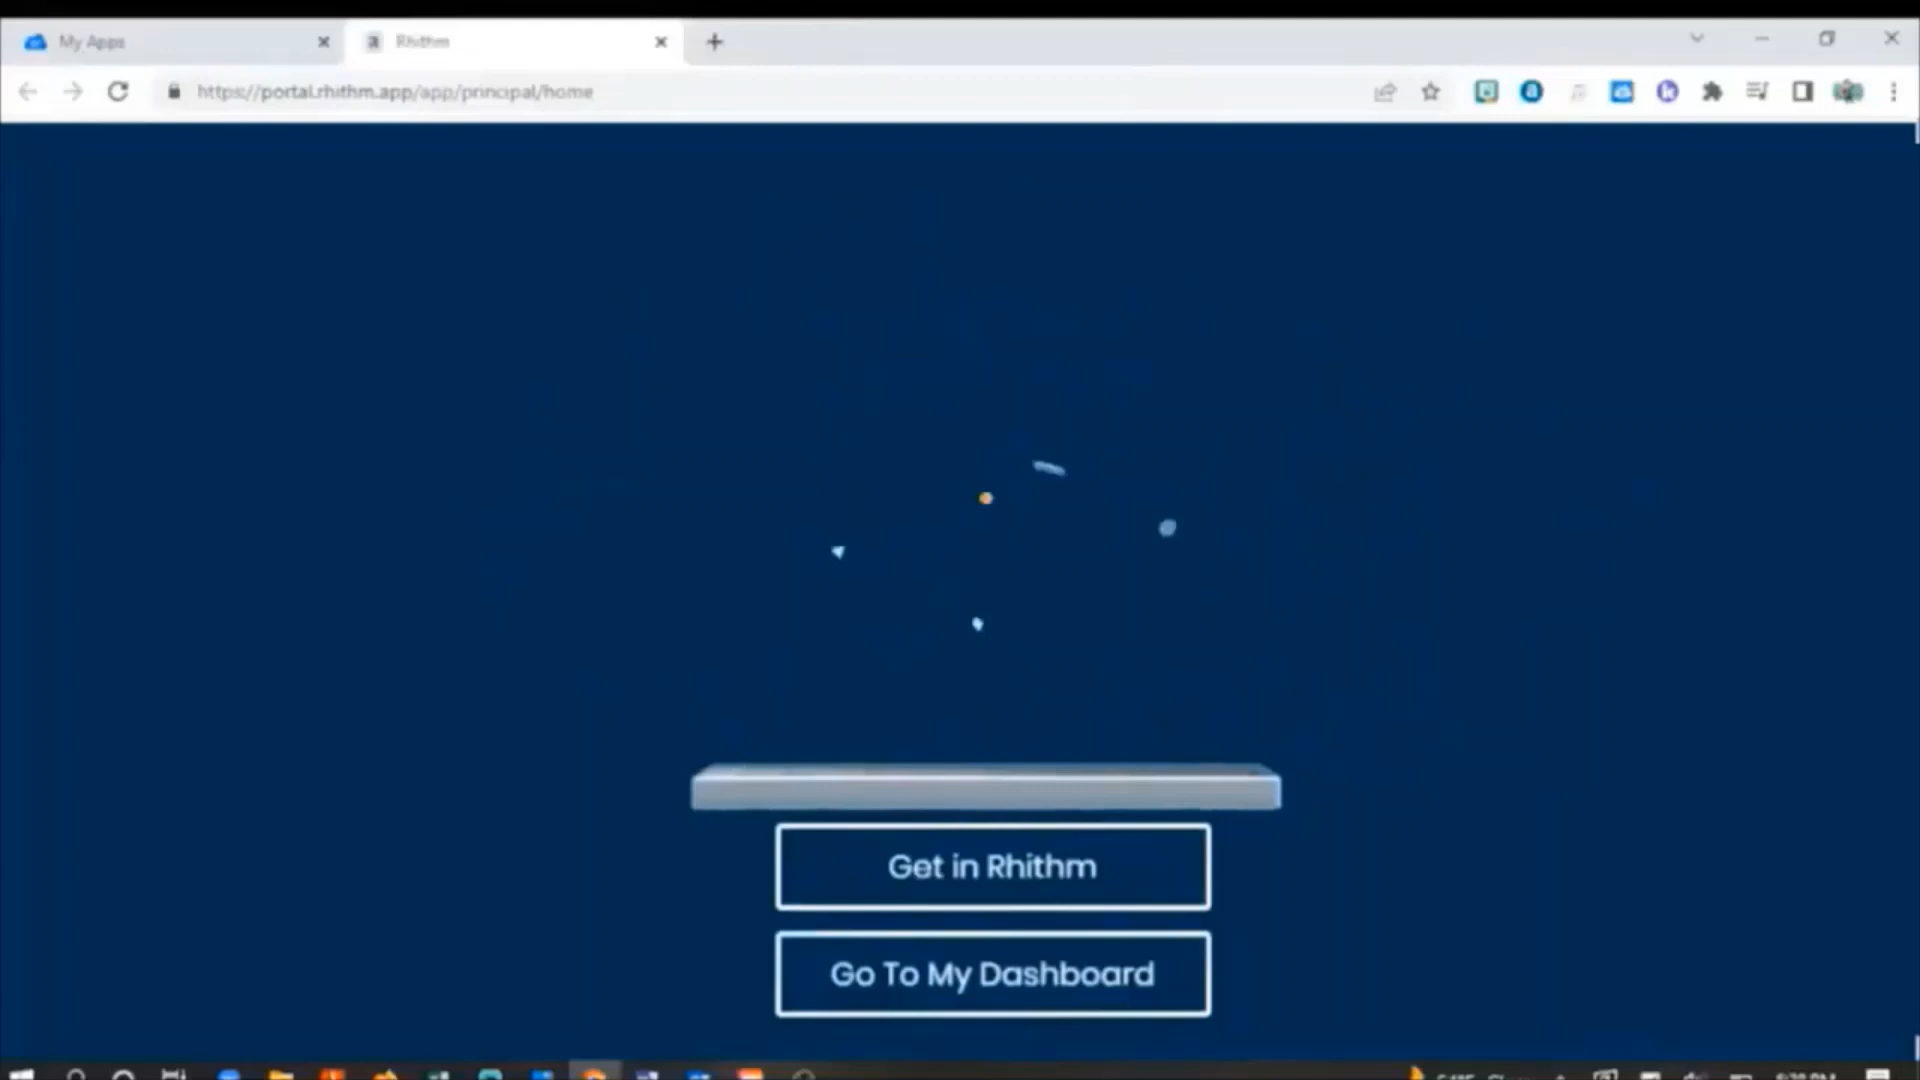 My Apps
Rhithm
https://portal.rhithm.app/app/principal/home
Get in Rhithm
Go To My Dashboard